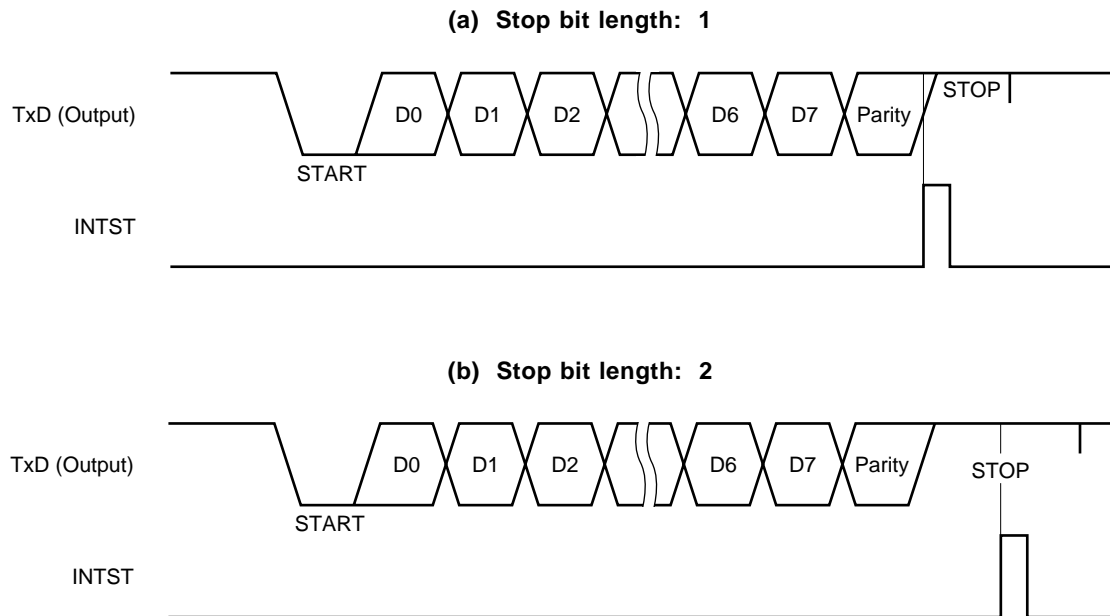 (a) Stop bit length: 1
TxD (Output)
D0 D1 D2 D6 D7 Parity STOP
START
INTST
(b) Stop bit length: 2
TxD (Output)
D0 D1 D2 D6 D7 Parity STOP
START
INTST